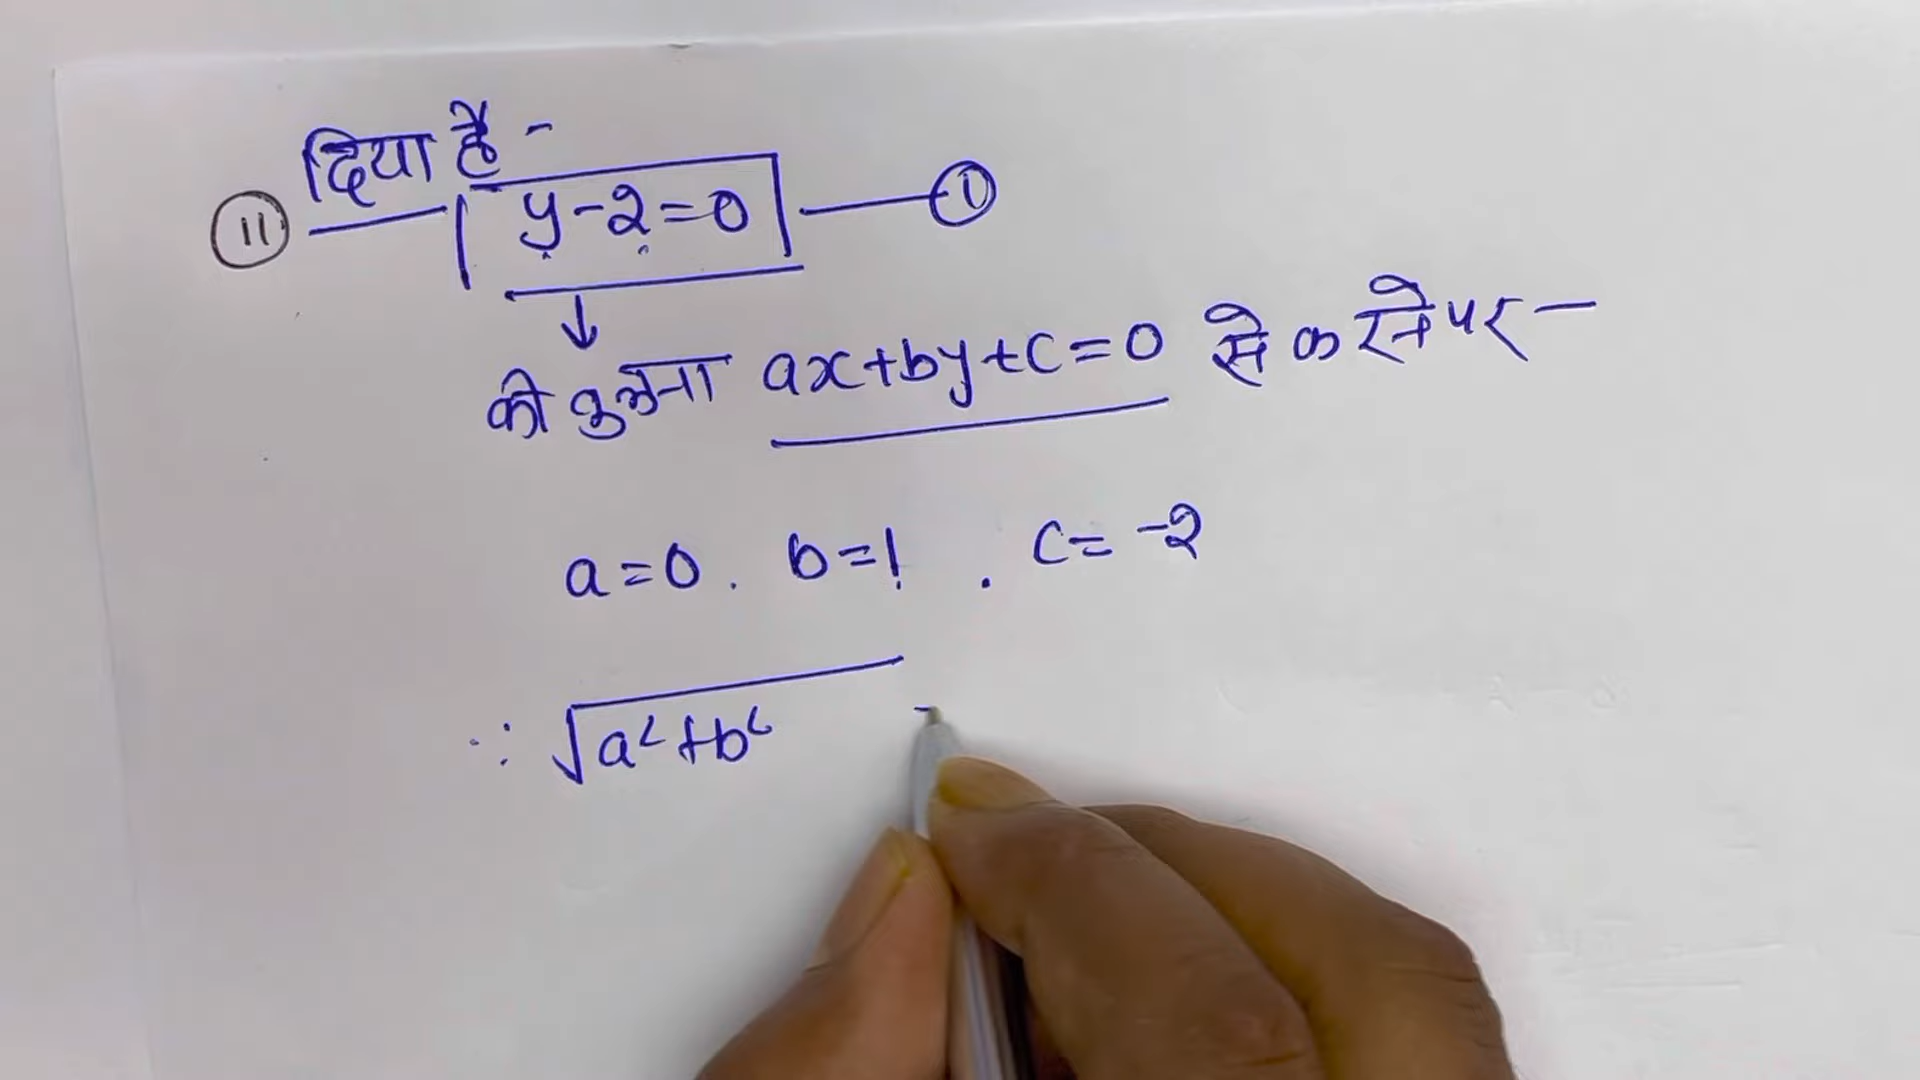 दिया है -
(11) y-2=0 ——(1)
↓
की तुलना ax+by+c=0 से करने पर -
a=0 . b=1 . c=-2
∵ √a²+b²